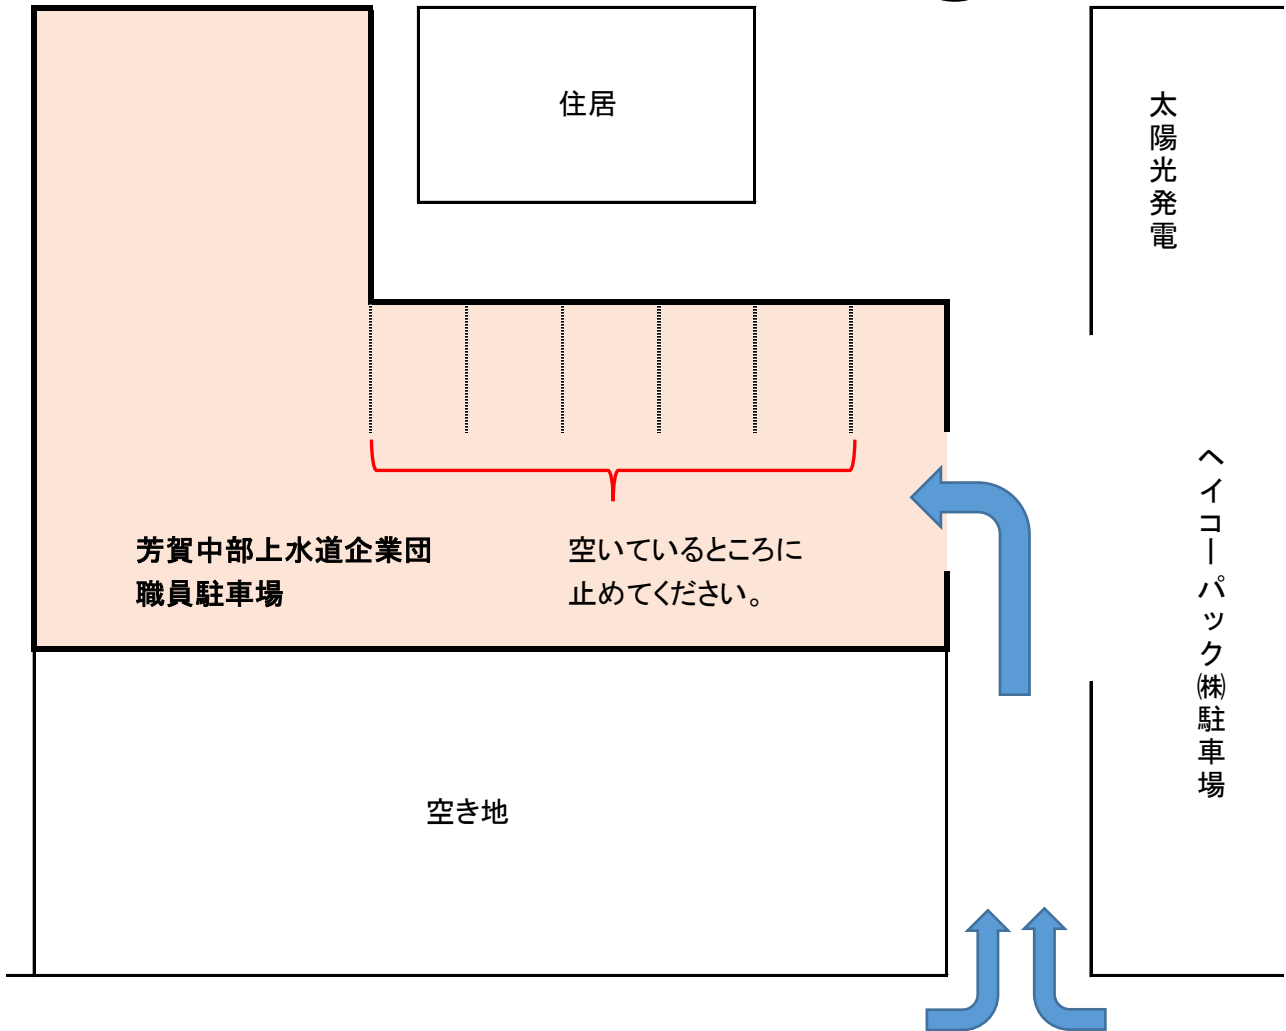 住居
太陽光発電
ヘイコーパック㈱駐車場
芳賀中部上水道企業団
職員駐車場
空いているところに
止めてください。
空き地